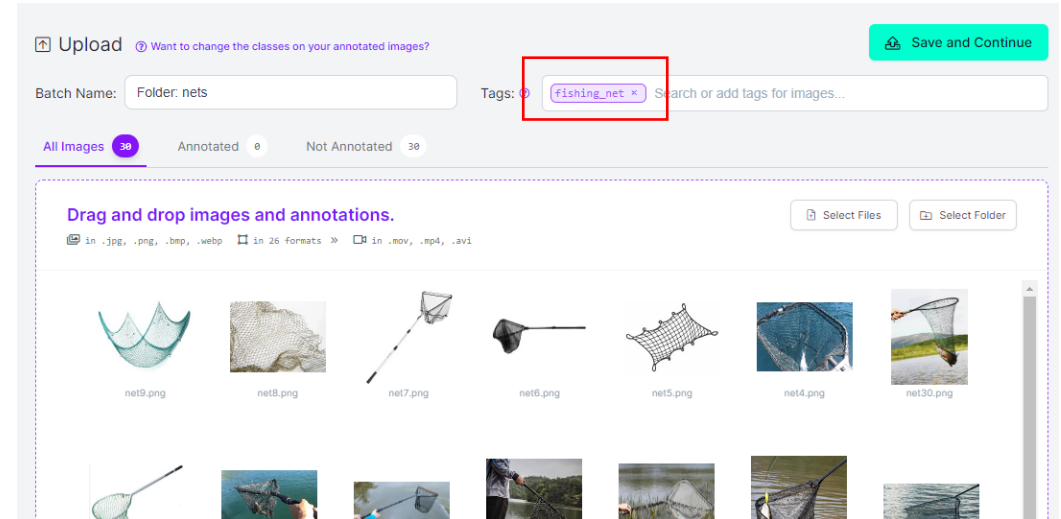 Upload
Want to change the classes on your annotated images?
Save and Continue
Batch Name:
Folder: nets
Tags:
fishing_net ×
Search or add tags for images...
All Images 30
Annotated 0
Not Annotated 30
Drag and drop images and annotations.
Select Files
Select Folder
in .jpg, .png, .bmp, .webp
in 26 formats »
in .mov, .mp4, .avi
net9.png
net8.png
net7.png
net6.png
net5.png
net4.png
net30.png